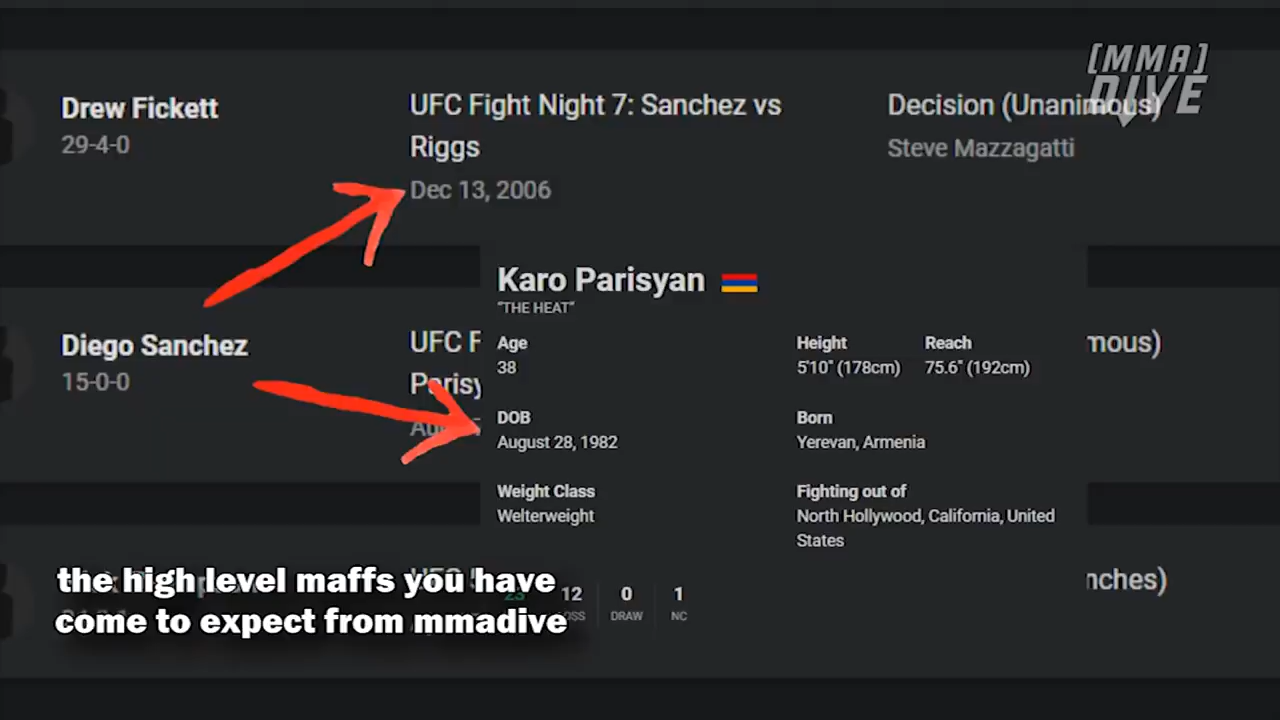 [MMA]
DIVE
Drew Fickett
29-4-0
UFC Fight Night 7: Sanchez vs
Riggs
Dec 13, 2006
Decision (Unanimous)
Steve Mazzagatti
Diego Sanchez
15-0-0
UFC F
Parisy
mous)
Karo Parisyan
"THE HEAT"
Age
38
Height
5'10" (178cm)
Reach
75.6" (192cm)
DOB
August 28, 1982
Born
Yerevan, Armenia
Weight Class
Welterweight
Fighting out of
North Hollywood, California, United
States
12
0
DRAW
1
NC
nches)
the high level maffs you have
come to expect from mmadive